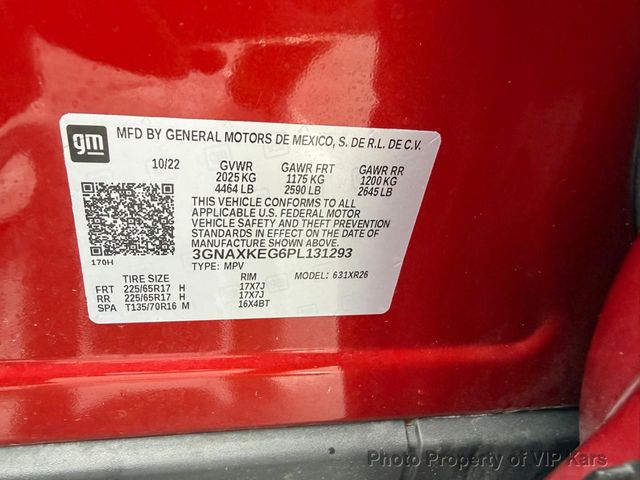 gm
MFD BY GENERAL MOTORS DE MEXICO, S. DE R.L. DE C.V.
10/22 GVWR GAWR FRT GAWR RR
2025 KG 1175 KG 1200 KG
4464 LB 2590 LB 2645 LB
THIS VEHICLE CONFORMS TO ALL
APPLICABLE U.S. FEDERAL MOTOR
VEHICLE SAFETY AND THEFT PREVENTION
STANDARDS IN EFFECT ON THE DATE OF
MANUFACTURE SHOWN ABOVE.
170H 3GNAXKEG6PL131293
TYPE: MPV MODEL: 631XR26
TIRE SIZE RIM
FRT 225/65R17 H 17X7J
RR 225/65R17 H 17X7J
SPA T135/70R16 M 16X4BT
Photo Property of VIP Kars